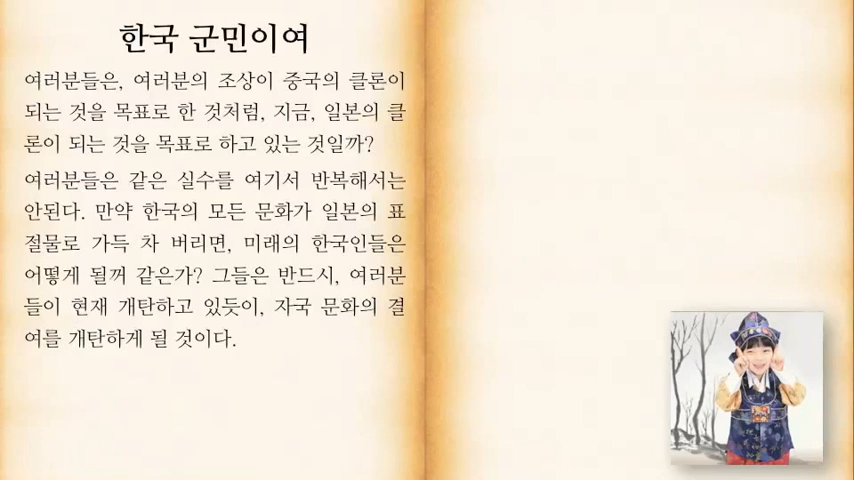 한국 군민이여
여러분들은, 여러분의 조상이 중국의 클론이
되는 것을 목표로 한 것처럼, 지금, 일본의 클
론이 되는 것을 목표로 하고 있는 것일까?
여러분들은 같은 실수를 여기서 반복해서는
안된다. 만약 한국의 모든 문화가 일본의 표
절물로 가득 차 버리면, 미래의 한국인들은
어떻게 될꺼 같은가? 그들은 반드시, 여러분
들이 현재 개탄하고 있듯이, 자국 문화의 결
여를 개탄하게 될 것이다.